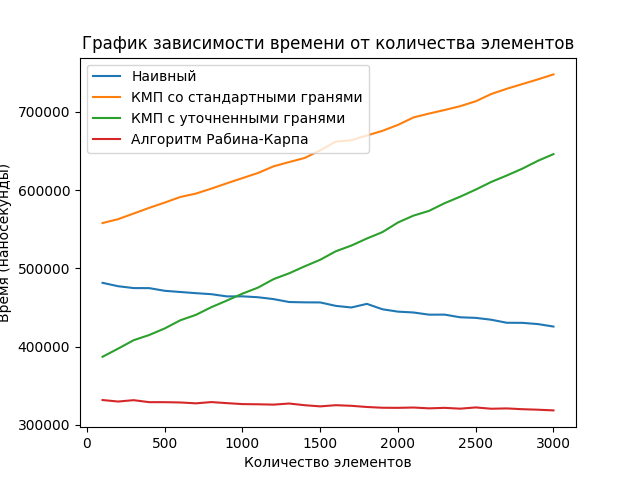 График зависимости времени от количества элементов
Наивный
КМП со стандартными гранями
КМП с уточненными гранями
Алгоритм Рабина-Карпа
700000
600000
500000
400000
300000
Время (наносекунды)
0 500 1000 1500 2000 2500 3000
Количество элементов